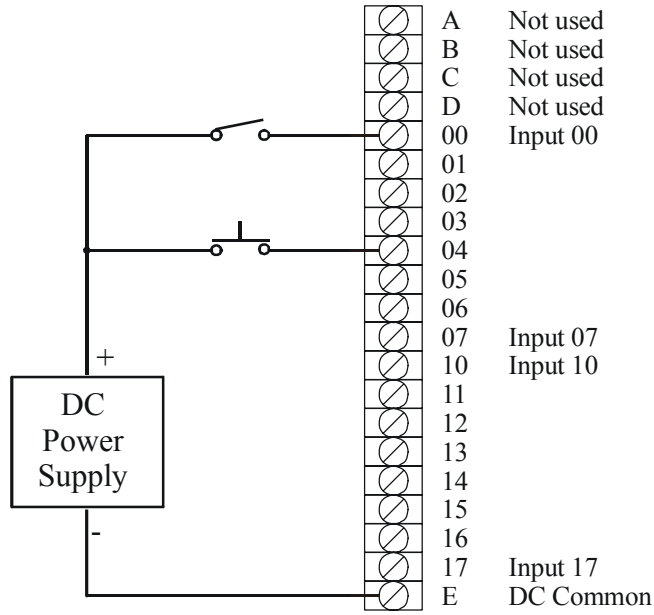 A Not used
B Not used
C Not used
D Not used
00 Input 00
01
02
03
04
05
06
07 Input 07
10 Input 10
11
12
13
14
15
16
17 Input 17
E DC Common
+
DC
Power
Supply
-